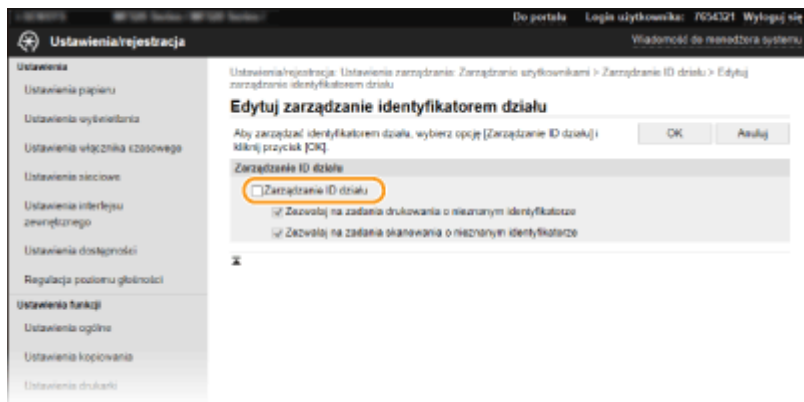 Do portalu Login użytkownika: 7654321 Wyloguj się
Ustawienia/rejestracja
Wiadomość do menedżera systemu
Ustawienia
Ustawienia papieru
Ustawienia wyświetlania
Ustawienia włącznika czasowego
Ustawienia sieciowe
Ustawienia interfejsu
zewnętrznego
Ustawienia dostępności
Regulacja poziomu głośności
Ustawienia funkcji
Ustawienia ogólne
Ustawienia kopiowania
Ustawienia drukarki
Ustawienia/rejestracja: Ustawienia zarządzania: Zarządzanie użytkownikami > Zarządzanie ID działu > Edytuj
zarządzanie identyfikatorem działu
Edytuj zarządzanie identyfikatorem działu
Aby zarządzać identyfikatorem działu, wybierz opcję [Zarządzanie ID działu] i
kliknij przycisk [OK].
OK Anuluj
Zarządzanie ID działu
Zarządzanie ID działu
Zezwalaj na zadania drukowania o nieznanym identyfikatorze
Zezwalaj na zadania skanowania o nieznanym identyfikatorze